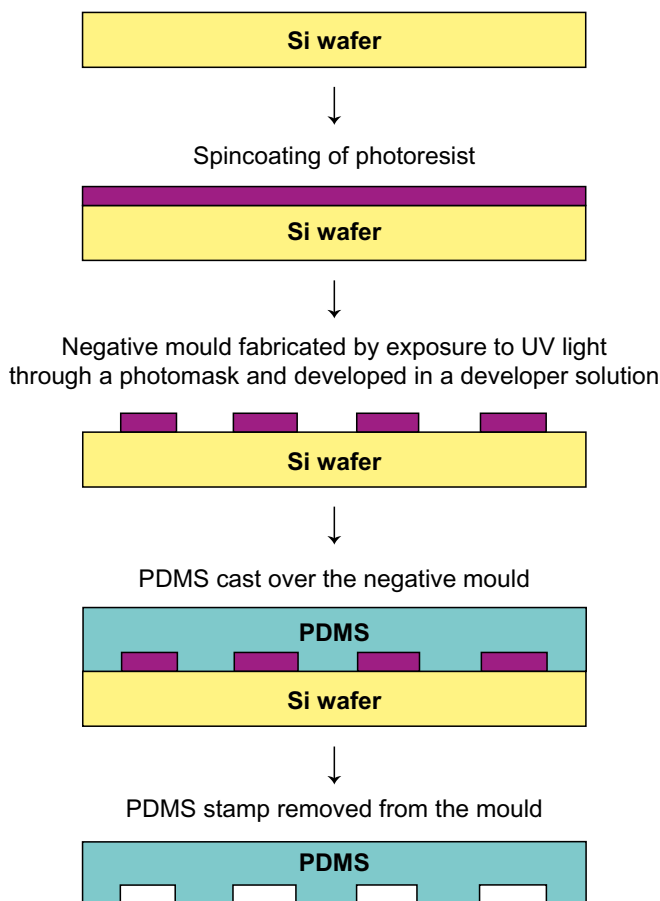 Si wafer
Spincoating of photoresist
Si wafer
Negative mould fabricated by exposure to UV light
through a photomask and developed in a developer solution
Si wafer
PDMS cast over the negative mould
PDMS
Si wafer
PDMS stamp removed from the mould
PDMS